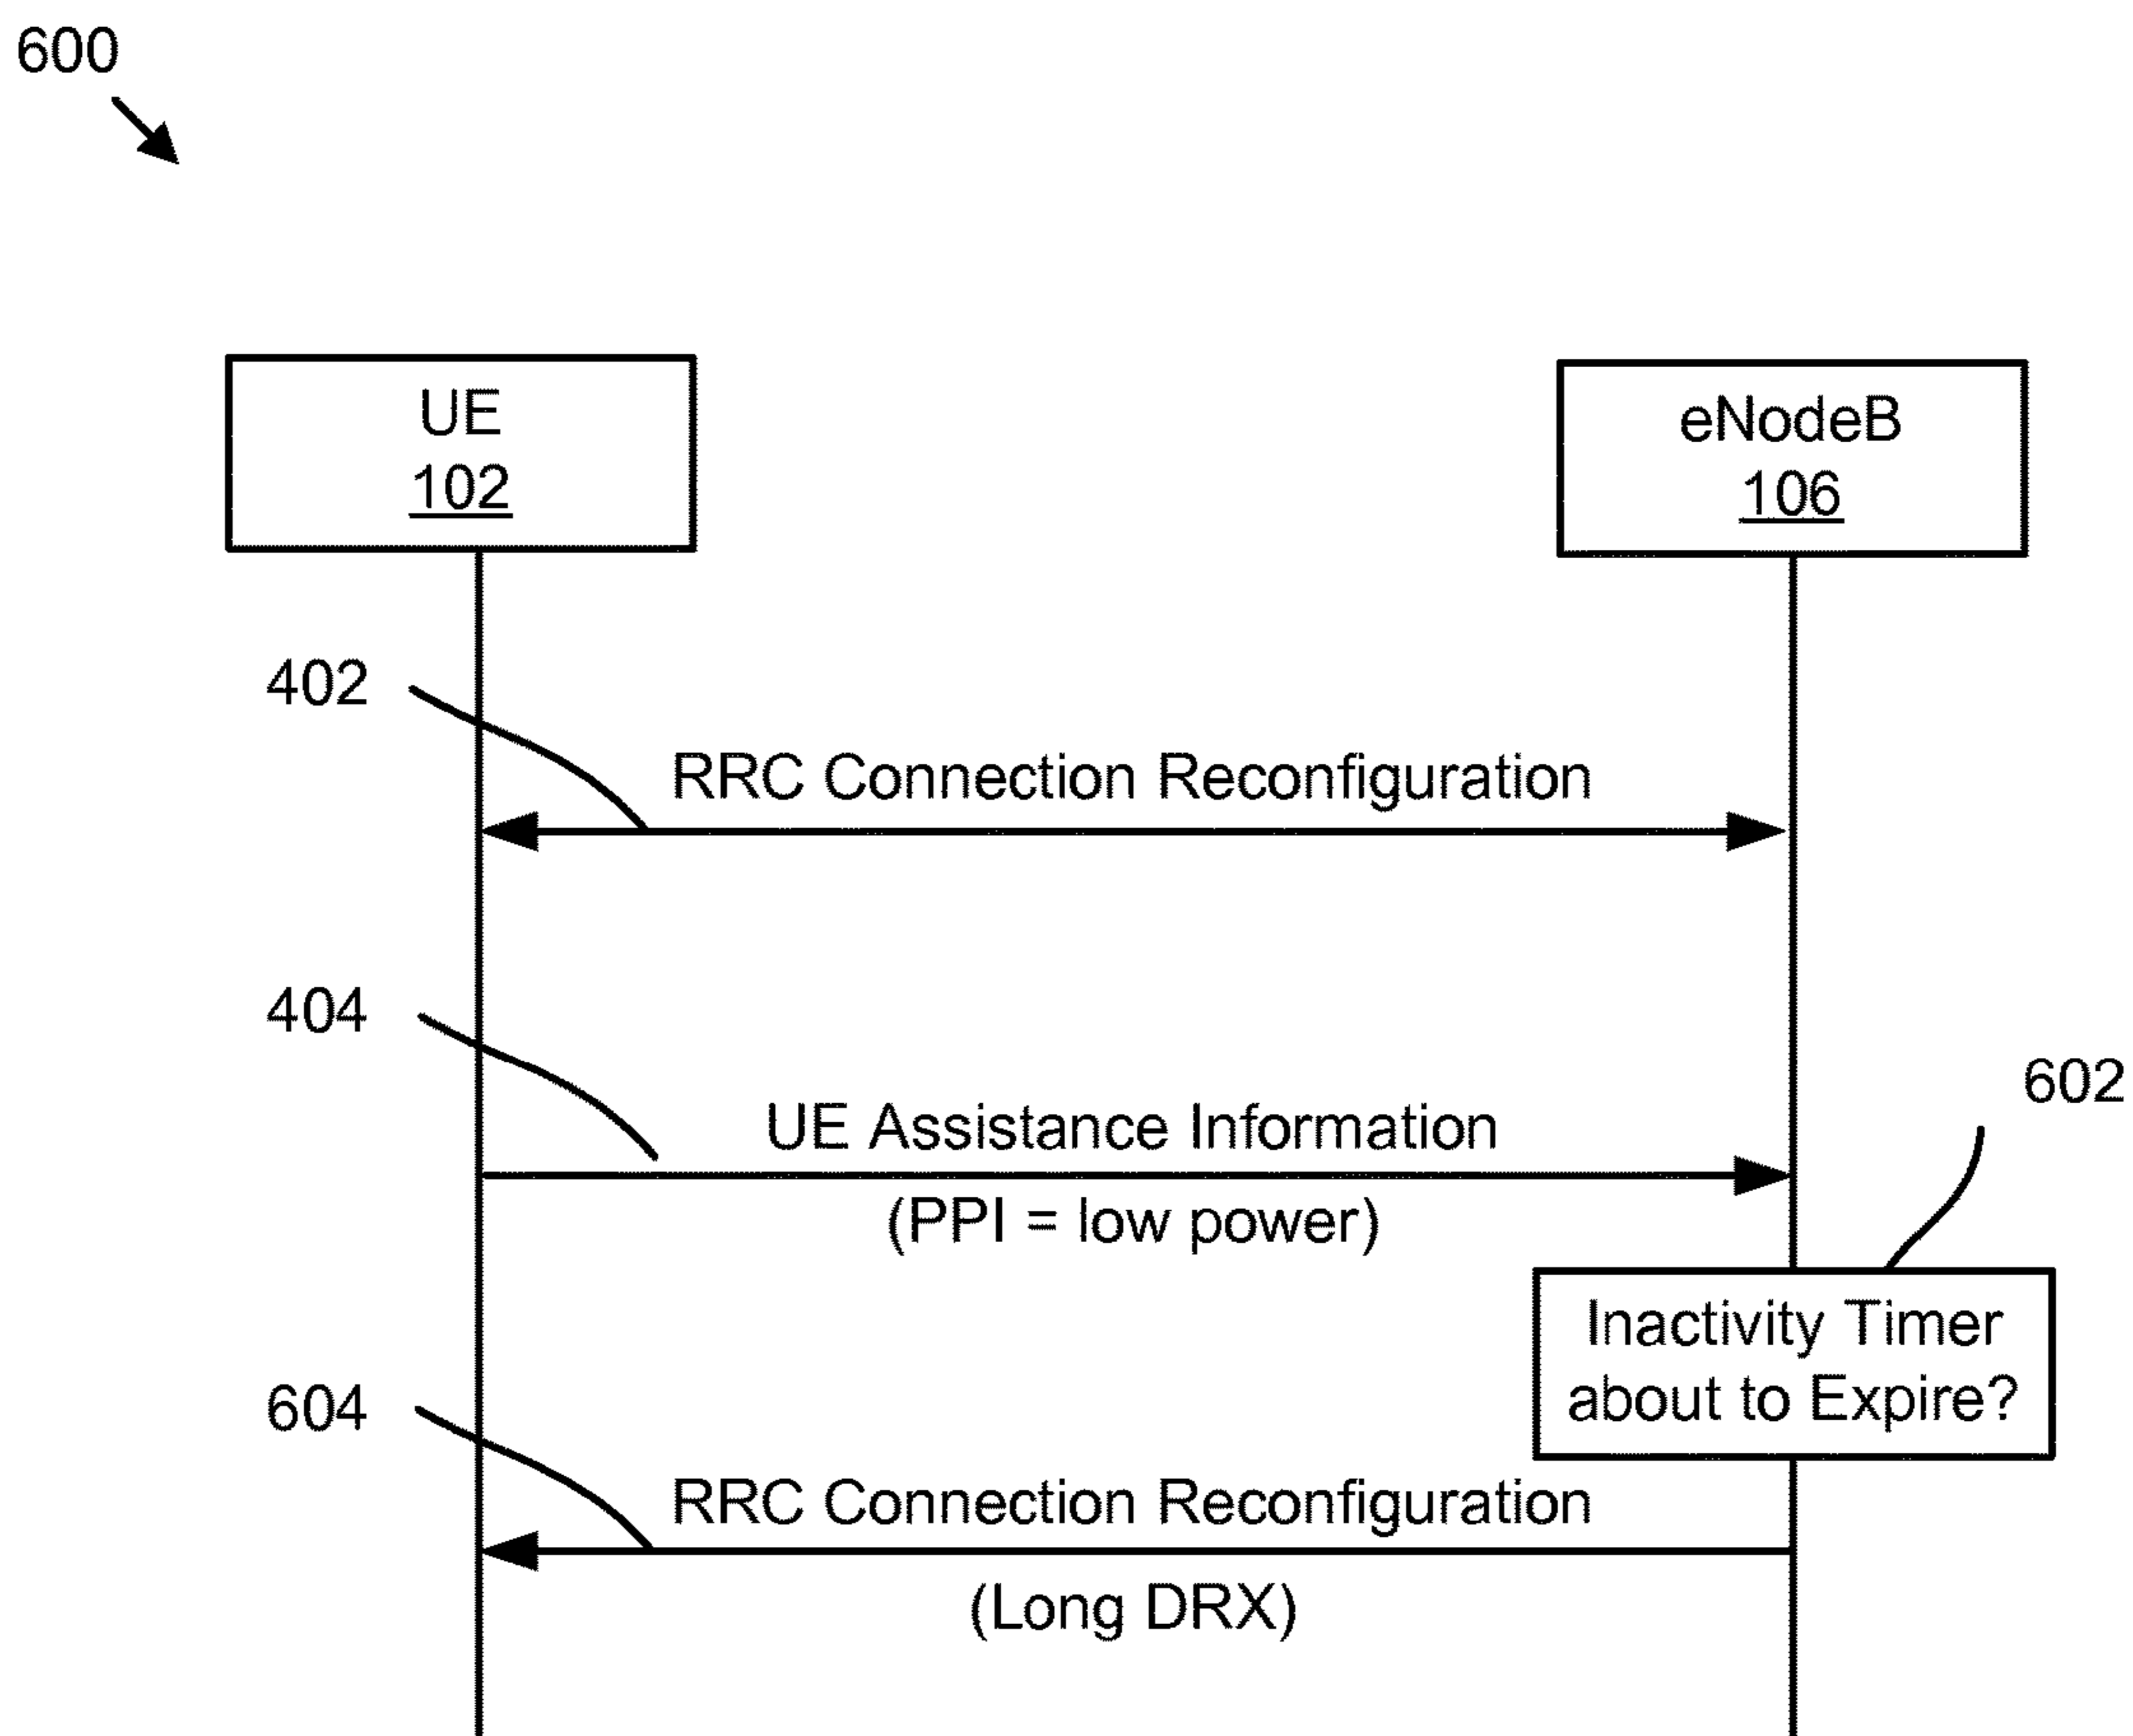 600
UE
102
eNodeB
106
402
RRC Connection Reconfiguration
404
UE Assistance Information
(PPI = low power)
602
Inactivity Timer
about to Expire?
604
RRC Connection Reconfiguration
(Long DRX)